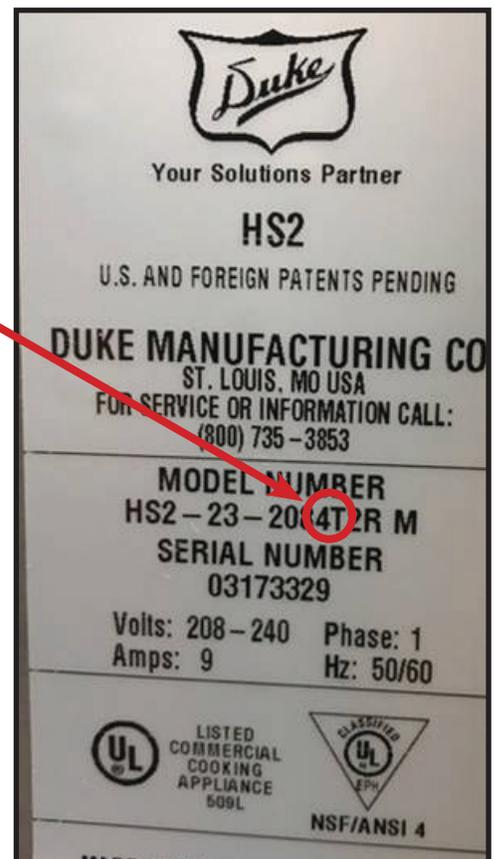 Duke
Your Solutions Partner
HS2
U.S. AND FOREIGN PATENTS PENDING
DUKE MANUFACTURING CO
ST. LOUIS, MO USA
FOR SERVICE OR INFORMATION CALL:
(800) 735-3853
MODEL NUMBER
HS2-23-2084T2R M
SERIAL NUMBER
03173329
Volts: 208-240 Phase: 1
Amps: 9 Hz: 50/60
UL
LISTED
COMMERCIAL
COOKING
APPLIANCE
509L
CLASSIFIED
UL
EPH
NSF/ANSI 4